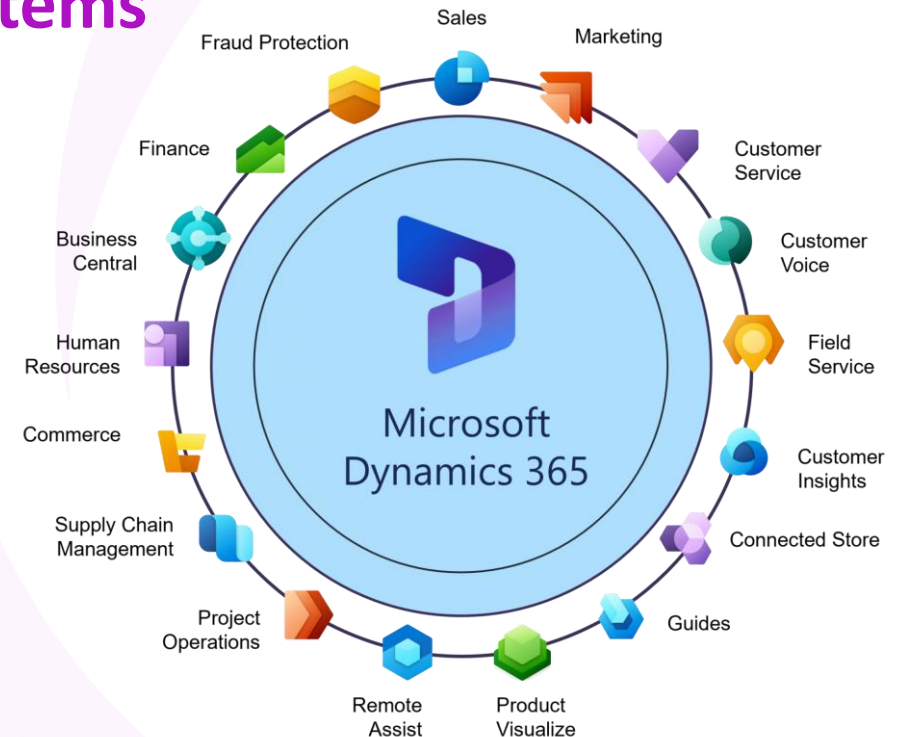 tems
Sales
Fraud Protection
Marketing
Finance
Customer
Service
Business
Central
Customer
Voice
Human
Resources
Field
Service
Commerce
Customer
Insights
Supply Chain
Management
Connected Store
Project
Operations
Guides
Remote
Assist
Product
Visualize
Microsoft
Dynamics 365